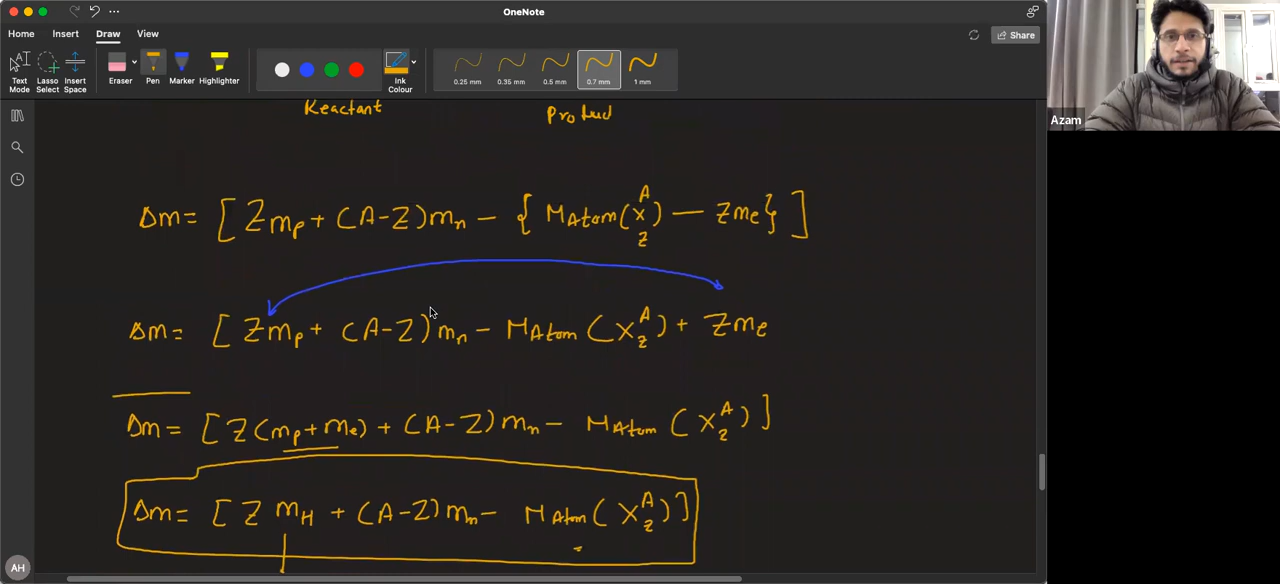 OneNote
Home Insert Draw View
Share
Text Mode
Lasso Select
Insert Space
Eraser
Pen
Marker
Highlighter
Ink Colour
0.25 mm
0.35 mm
0.5 mm
0.7 mm
1 mm
Azam
Reactant Produd
Δm = [ Zmp + (A-Z)mn - { MAtom(X A Z) - Zme} ]
Δm = [ Zmp + (A-Z)mn - MAtom (X A Z) + Zme
Δm = [ Z(mp+me) + (A-Z)mn - MAtom (X A Z) ]
Δm = [ Z mH + (A-Z)mn - MAtom( X A Z) ]
AH